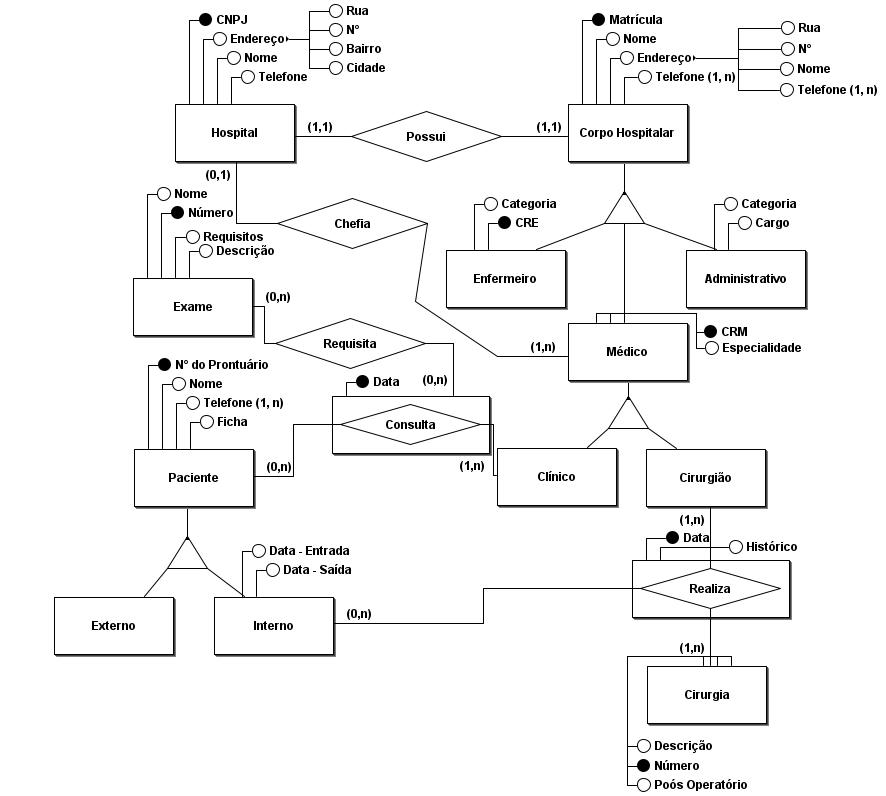 CNPJ
Endereço
Nome
Telefone
Rua
Nº
Bairro
Cidade
Matrícula
Nome
Endereço
Telefone (1, n)
Rua
Nº
Nome
Telefone (1, n)
Hospital
(1,1)
Possui
(1,1)
Corpo Hospitalar
(0,1)
Chefia
Nome
Número
Requisitos
Descrição
Exame
(0,n)
Categoria
CRE
Enfermeiro
Categoria
Cargo
Administrativo
Requisita
(0,n)
(1,n)
Médico
CRM
Especialidade
Nº do Prontuário
Nome
Telefone (1, n)
Ficha
Paciente
(0,n)
Data
Consulta
(1,n)
Clínico
Cirurgião
(1,n)
Data
Histórico
Realiza
Data - Entrada
Data - Saída
Externo
Interno
(0,n)
(1,n)
Cirurgia
Descrição
Número
Poós Operatório